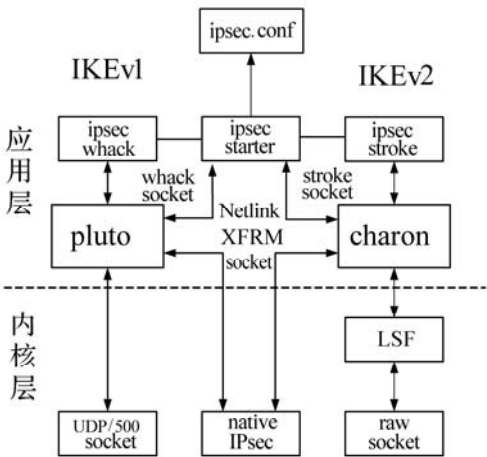 ipsec.conf
IKEv1
IKEv2
ipsec
whack
ipsec
starter
ipsec
stroke
应用层
whack
socket
stroke
socket
pluto
Netlink
XFRM
socket
charon
内核层
LSF
UDP/500
socket
native
IPsec
raw
socket